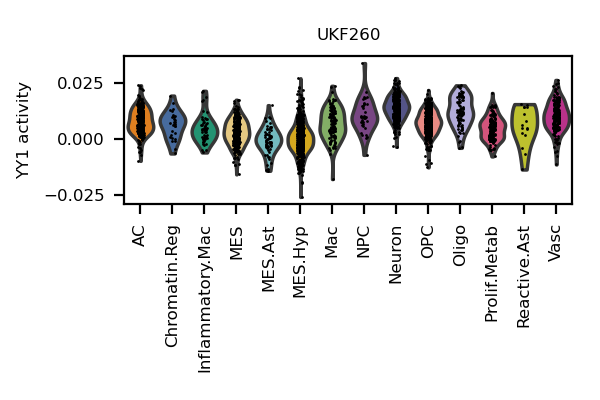 UKF260
YY1 activity
0.025
0.000
−0.025
AC
Chromatin.Reg
Inflammatory.Mac
MES
MES.Ast
MES.Hyp
Mac
NPC
Neuron
OPC
Oligo
Prolif.Metab
Reactive.Ast
Vasc